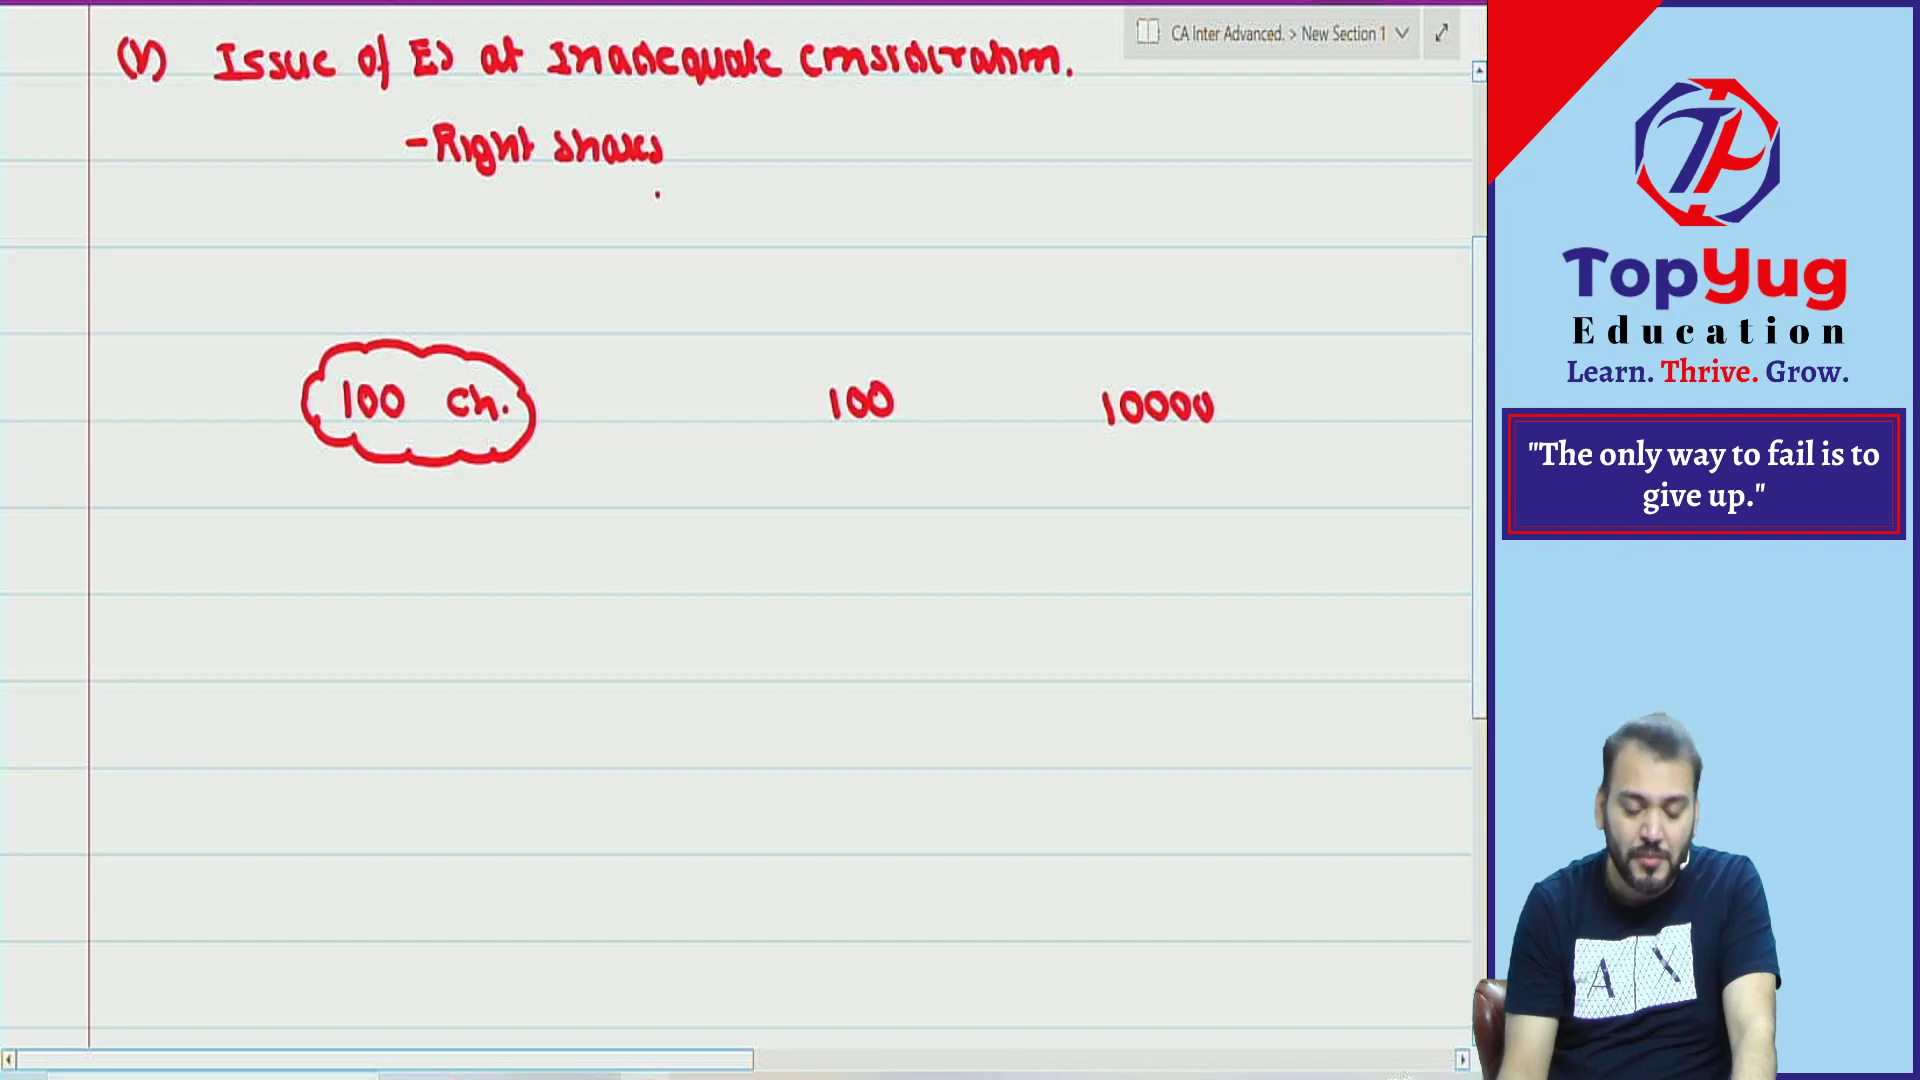 (V) Issue of ES at Inadequate consideration.
- Right shares
100 Ch. 100 10000
CA Inter Advanced. > New Section 1
TopYug
Education
Learn. Thrive. Grow.
"The only way to fail is to
give up."
A X